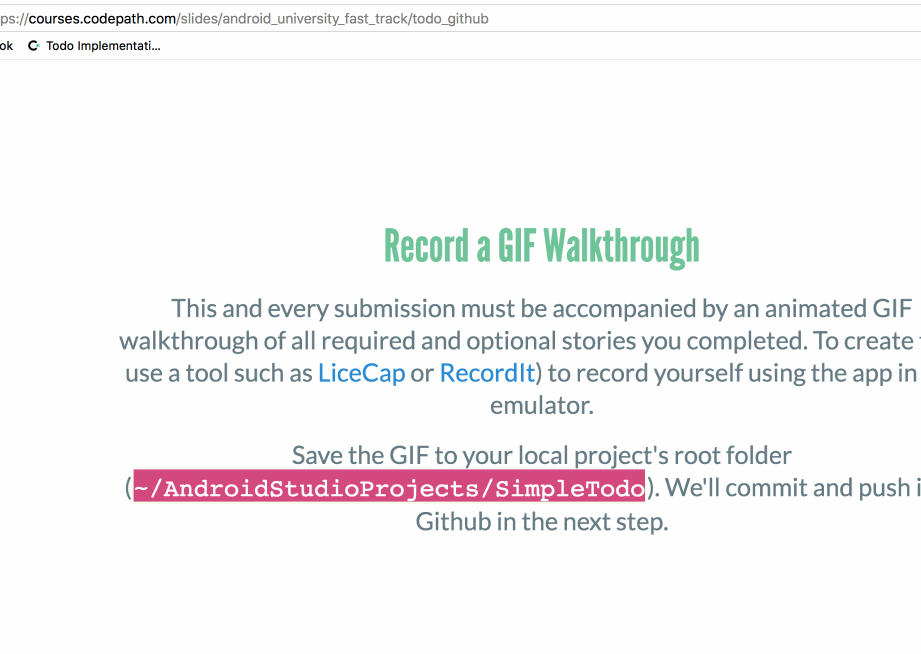 ps://courses.codepath.com/slides/android_university_fast_track/todo_github
ok Todo Implementati...
Record a GIF Walkthrough
This and every submission must be accompanied by an animated GIF
walkthrough of all required and optional stories you completed. To create
use a tool such as LiceCap or RecordIt) to record yourself using the app in
emulator.
Save the GIF to your local project's root folder
(~/AndroidStudioProjects/SimpleTodo). We'll commit and push i
Github in the next step.